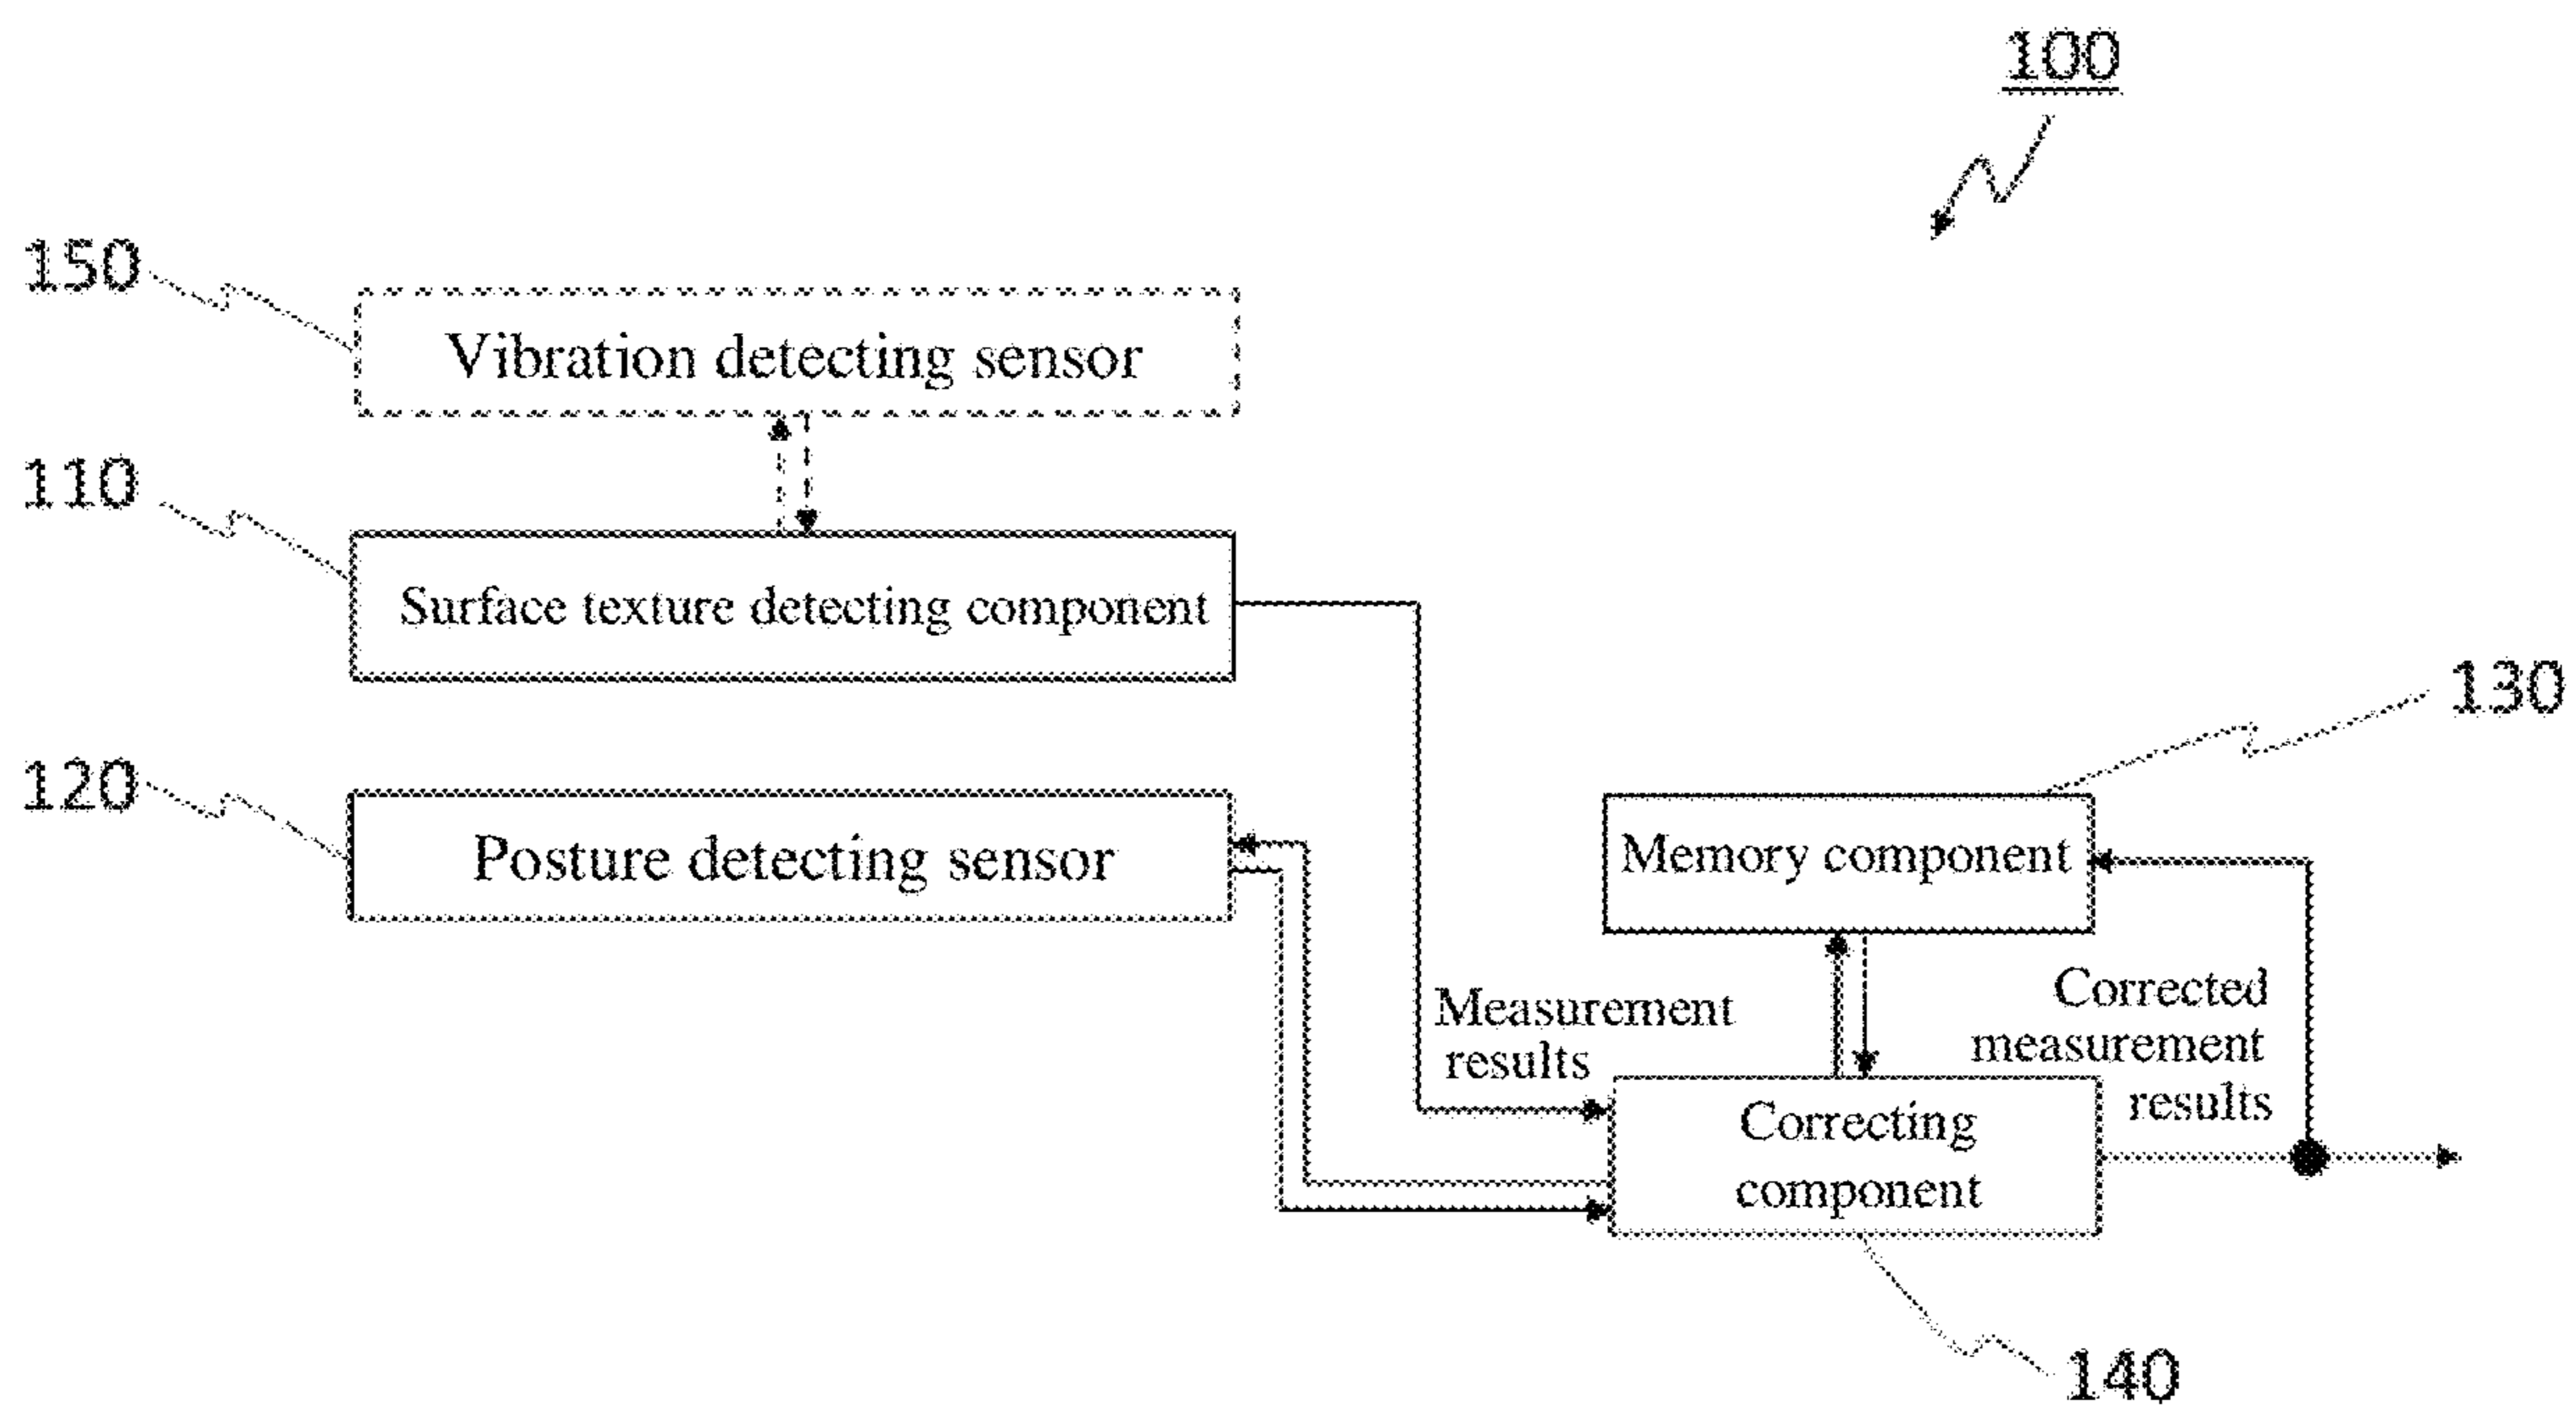 100
150
Vibration detecting sensor
110
Surface texture detecting component
130
120
Posture detecting sensor
Memory component
Measurement
results
Corrected
measurement
results
Correcting
component
140